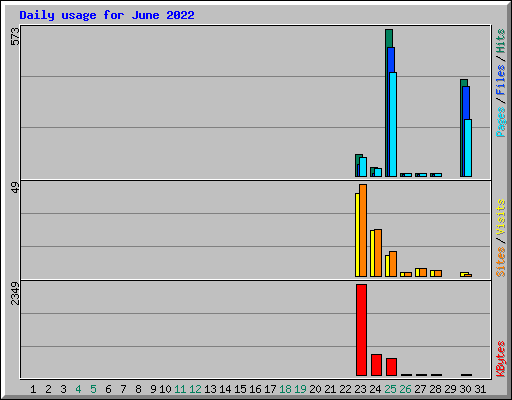 Daily usage for June 2022
573
Pages / Files / Hits
49
Sites / Visits
2349
KBytes
1 2 3 4 5 6 7 8 9 10 11 12 13 14 15 16 17 18 19 20 21 22 23 24 25 26 27 28 29 30 31